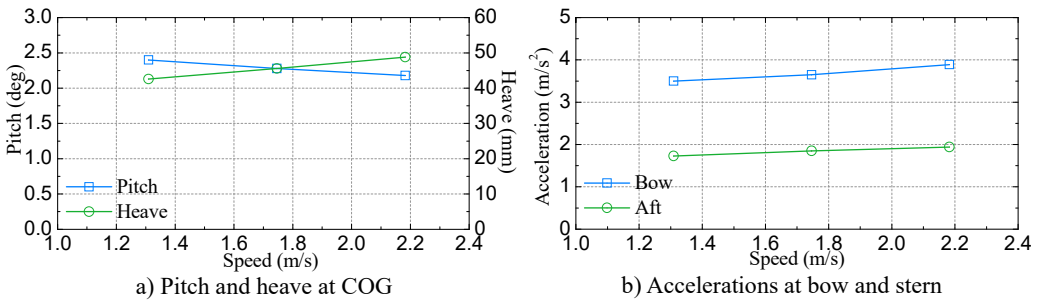 3.0
2.5
2.0
1.5
1.0
0.5
0.0
Pitch (deg)
60
50
40
30
20
10
0
Heave (mm)
Pitch
Heave
1.0 1.2 1.4 1.6 1.8 2.0 2.2 2.4
Speed (m/s)
a) Pitch and heave at COG
5
4
3
2
1
0
Acceleration (m/s²)
Bow
Aft
1.0 1.2 1.4 1.6 1.8 2.0 2.2 2.4
Speed (m/s)
b) Accelerations at bow and stern